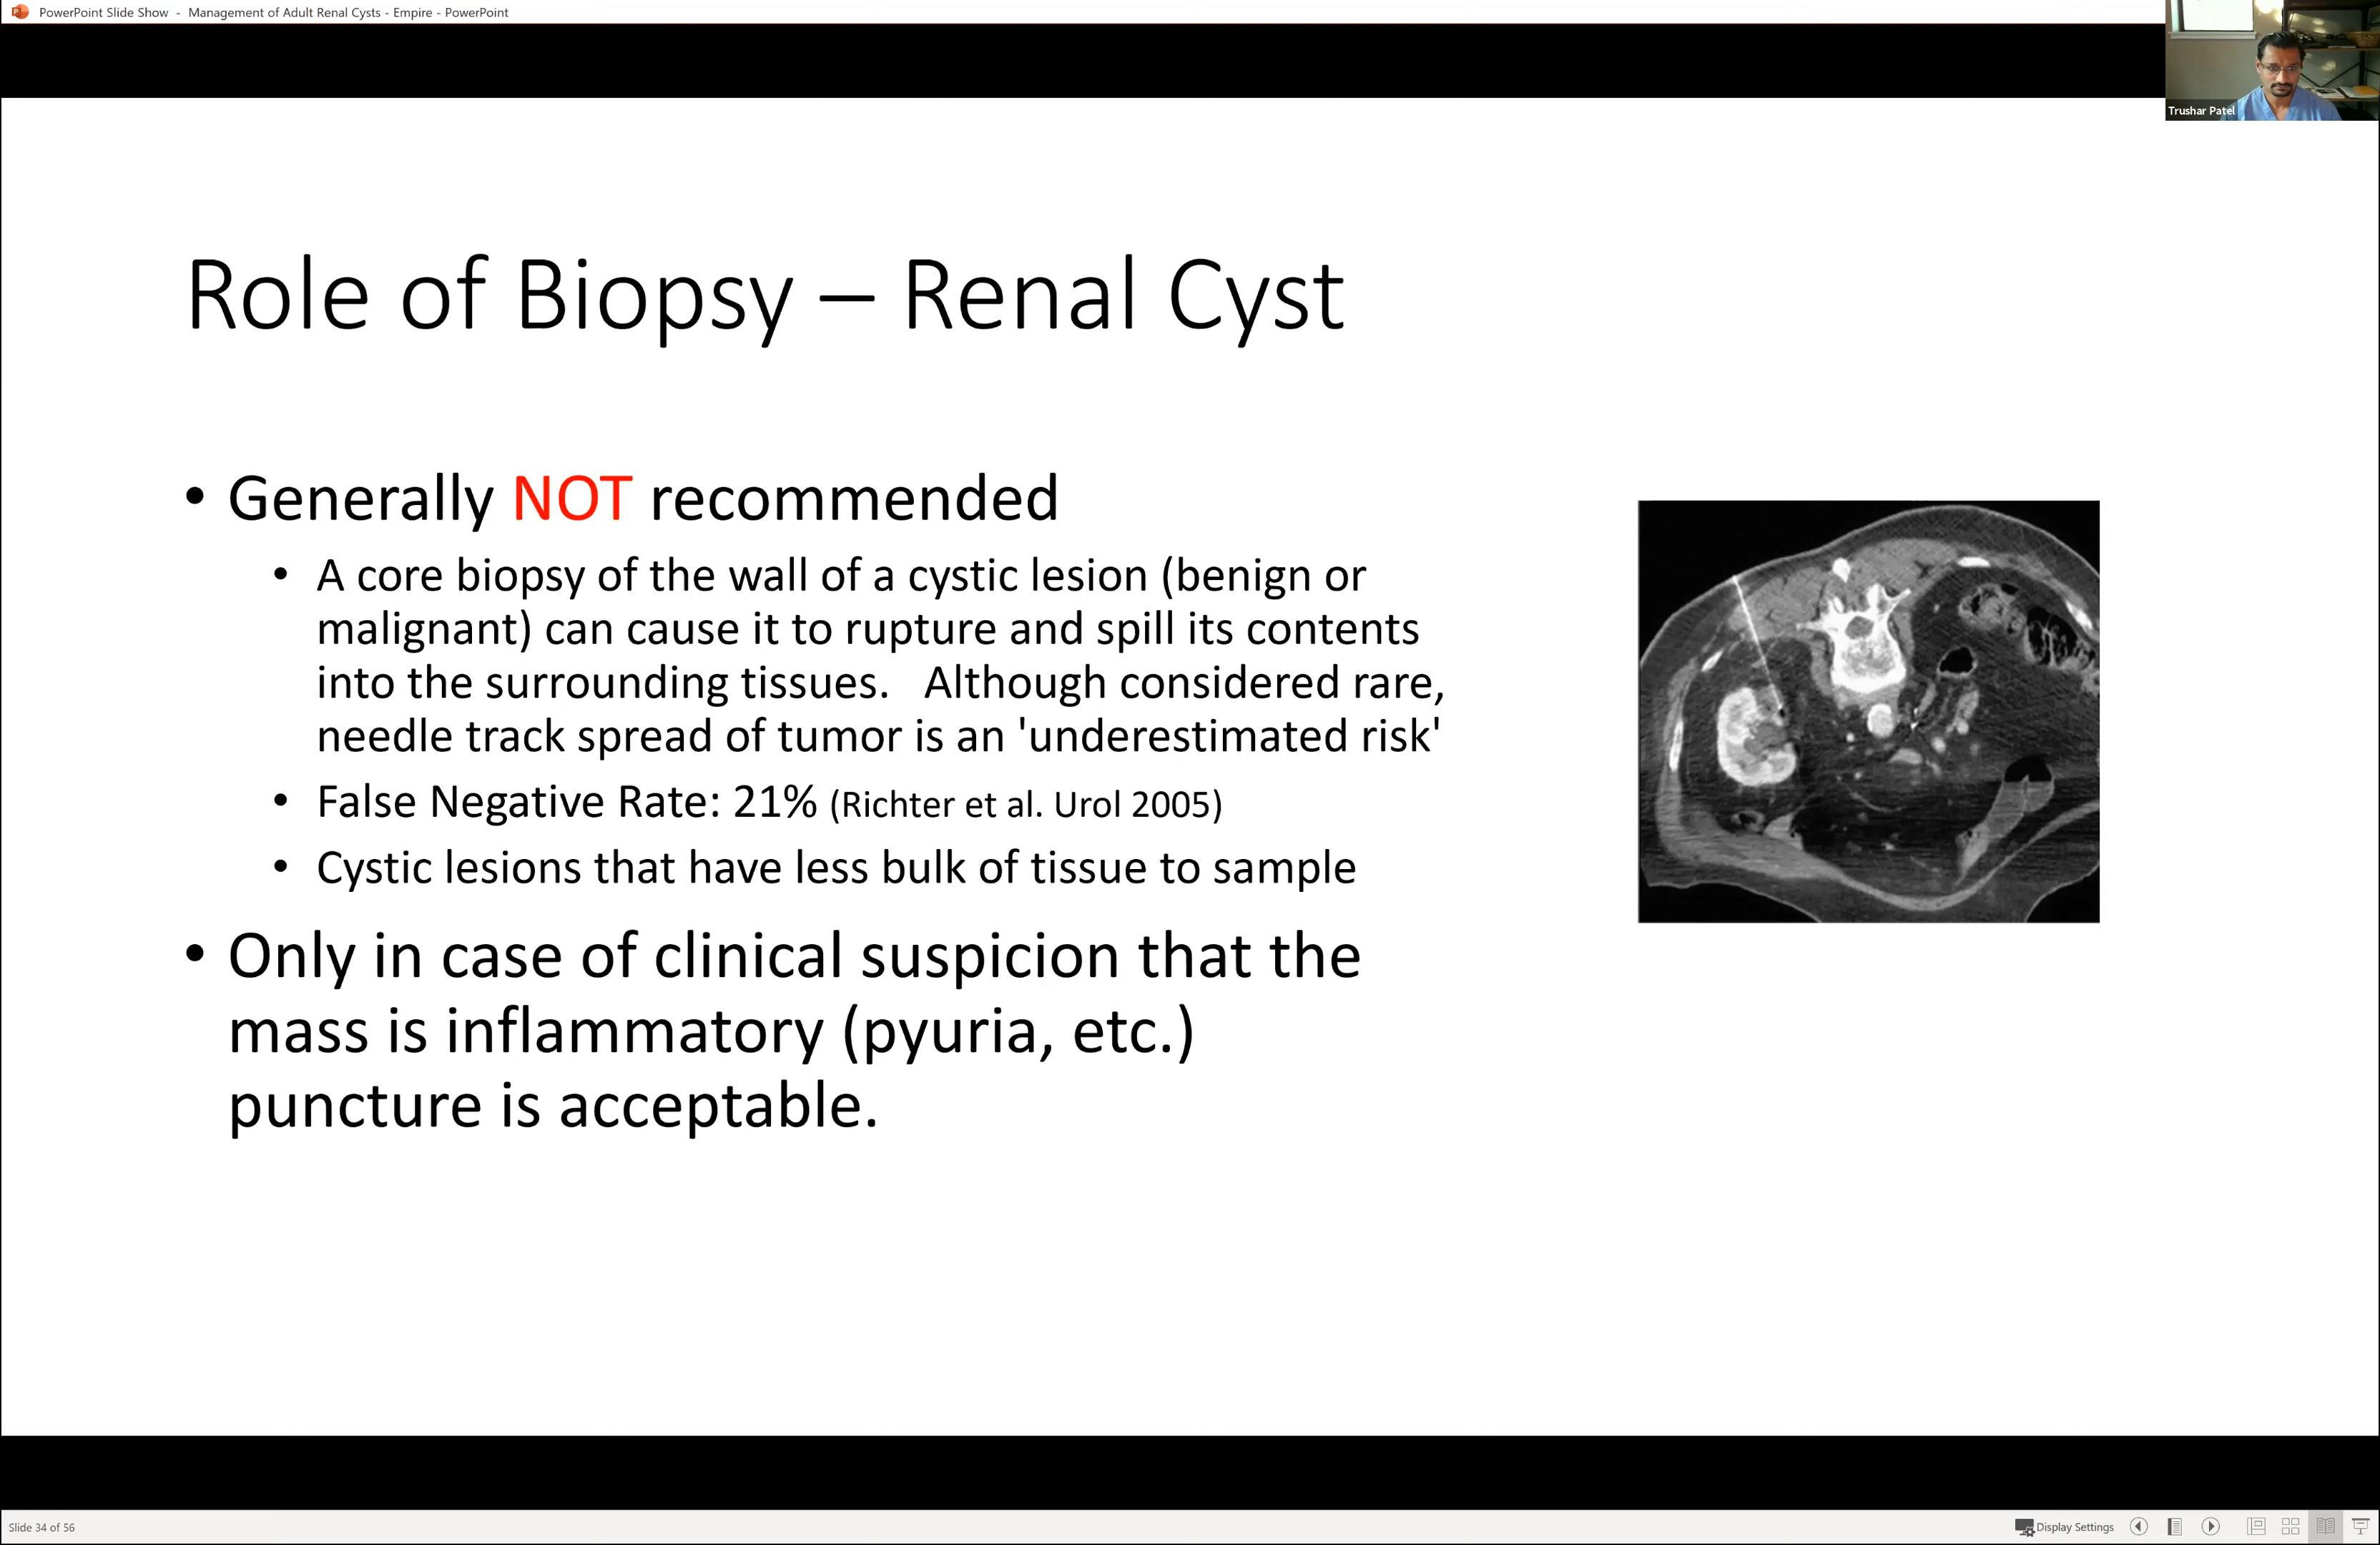 PowerPoint Slide Show - Management of Adult Renal Cysts - Empire - PowerPoint
Trushar Patel
Role of Biopsy – Renal Cyst
• Generally NOT recommended
• A core biopsy of the wall of a cystic lesion (benign or
malignant) can cause it to rupture and spill its contents
into the surrounding tissues. Although considered rare,
needle track spread of tumor is an 'underestimated risk'
• False Negative Rate: 21% (Richter et al. Urol 2005)
• Cystic lesions that have less bulk of tissue to sample
• Only in case of clinical suspicion that the
mass is inflammatory (pyuria, etc.)
puncture is acceptable.
Slide 34 of 56
Display Settings